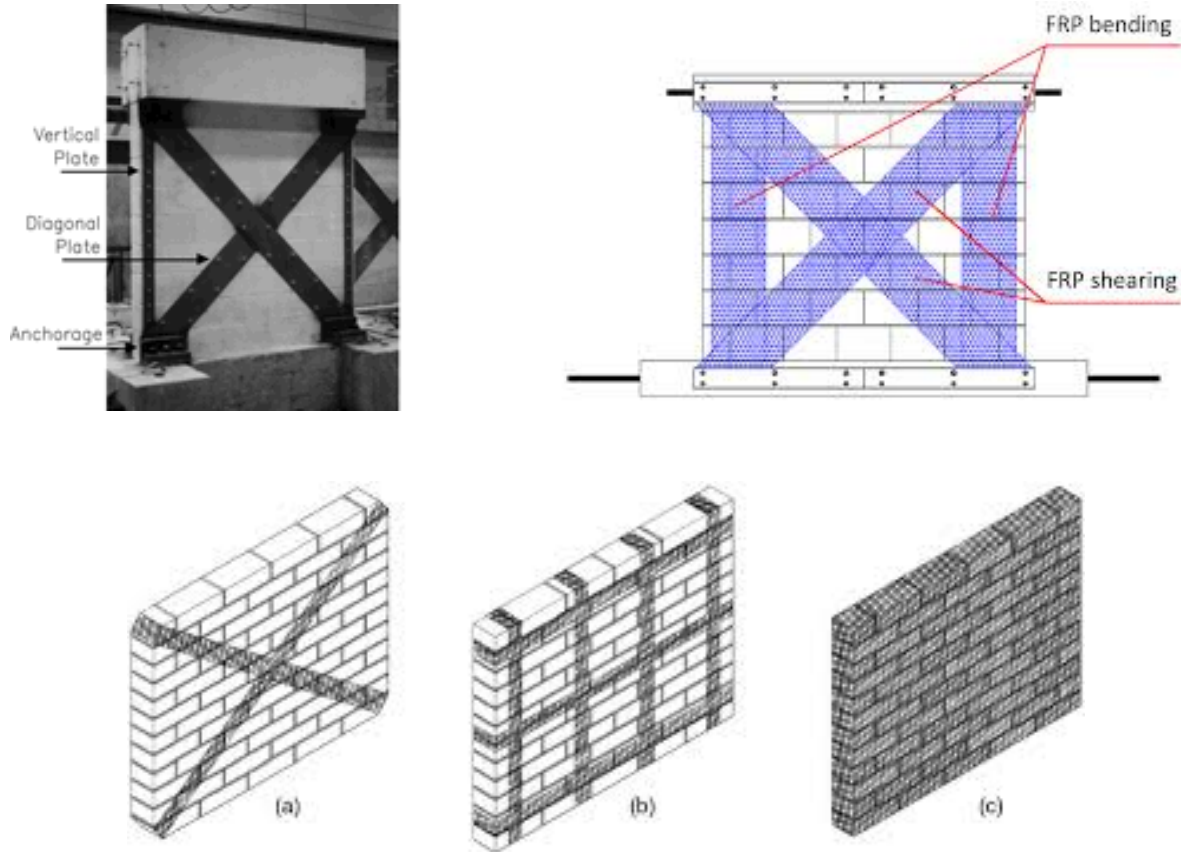 Vertical
Plate
Diagonal
Plate
Anchorage
FRP bending
FRP shearing
(a)
(b)
(c)